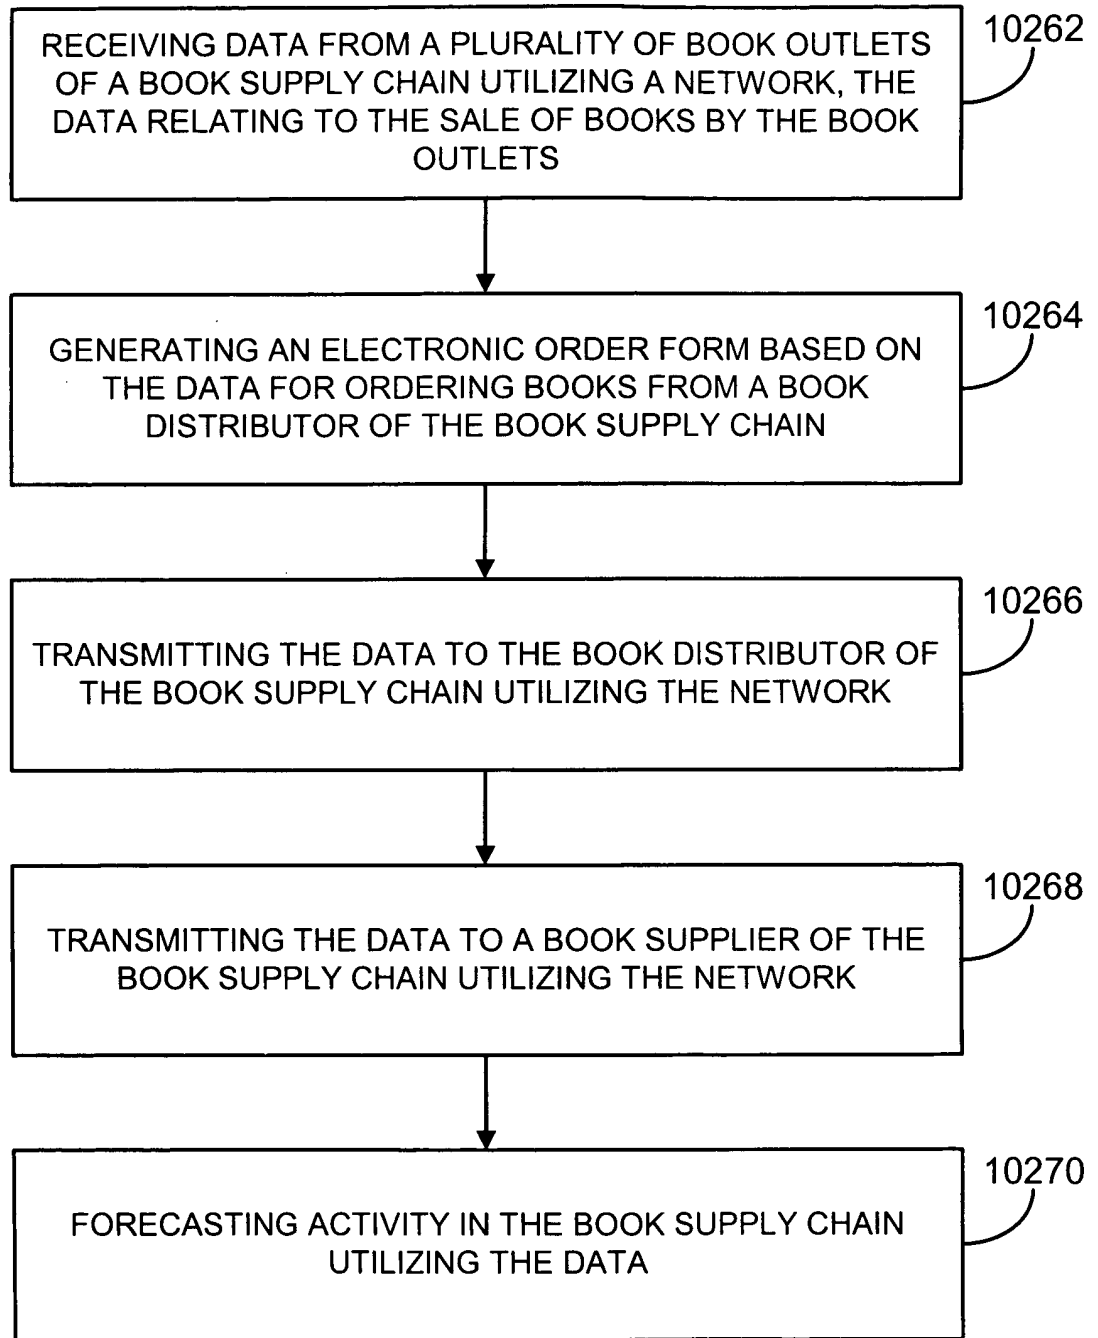 10262
RECEIVING DATA FROM A PLURALITY OF BOOK OUTLETS
OF A BOOK SUPPLY CHAIN UTILIZING A NETWORK, THE
DATA RELATING TO THE SALE OF BOOKS BY THE BOOK
OUTLETS
10264
GENERATING AN ELECTRONIC ORDER FORM BASED ON
THE DATA FOR ORDERING BOOKS FROM A BOOK
DISTRIBUTOR OF THE BOOK SUPPLY CHAIN
10266
TRANSMITTING THE DATA TO THE BOOK DISTRIBUTOR OF
THE BOOK SUPPLY CHAIN UTILIZING THE NETWORK
10268
TRANSMITTING THE DATA TO A BOOK SUPPLIER OF THE
BOOK SUPPLY CHAIN UTILIZING THE NETWORK
10270
FORECASTING ACTIVITY IN THE BOOK SUPPLY CHAIN
UTILIZING THE DATA